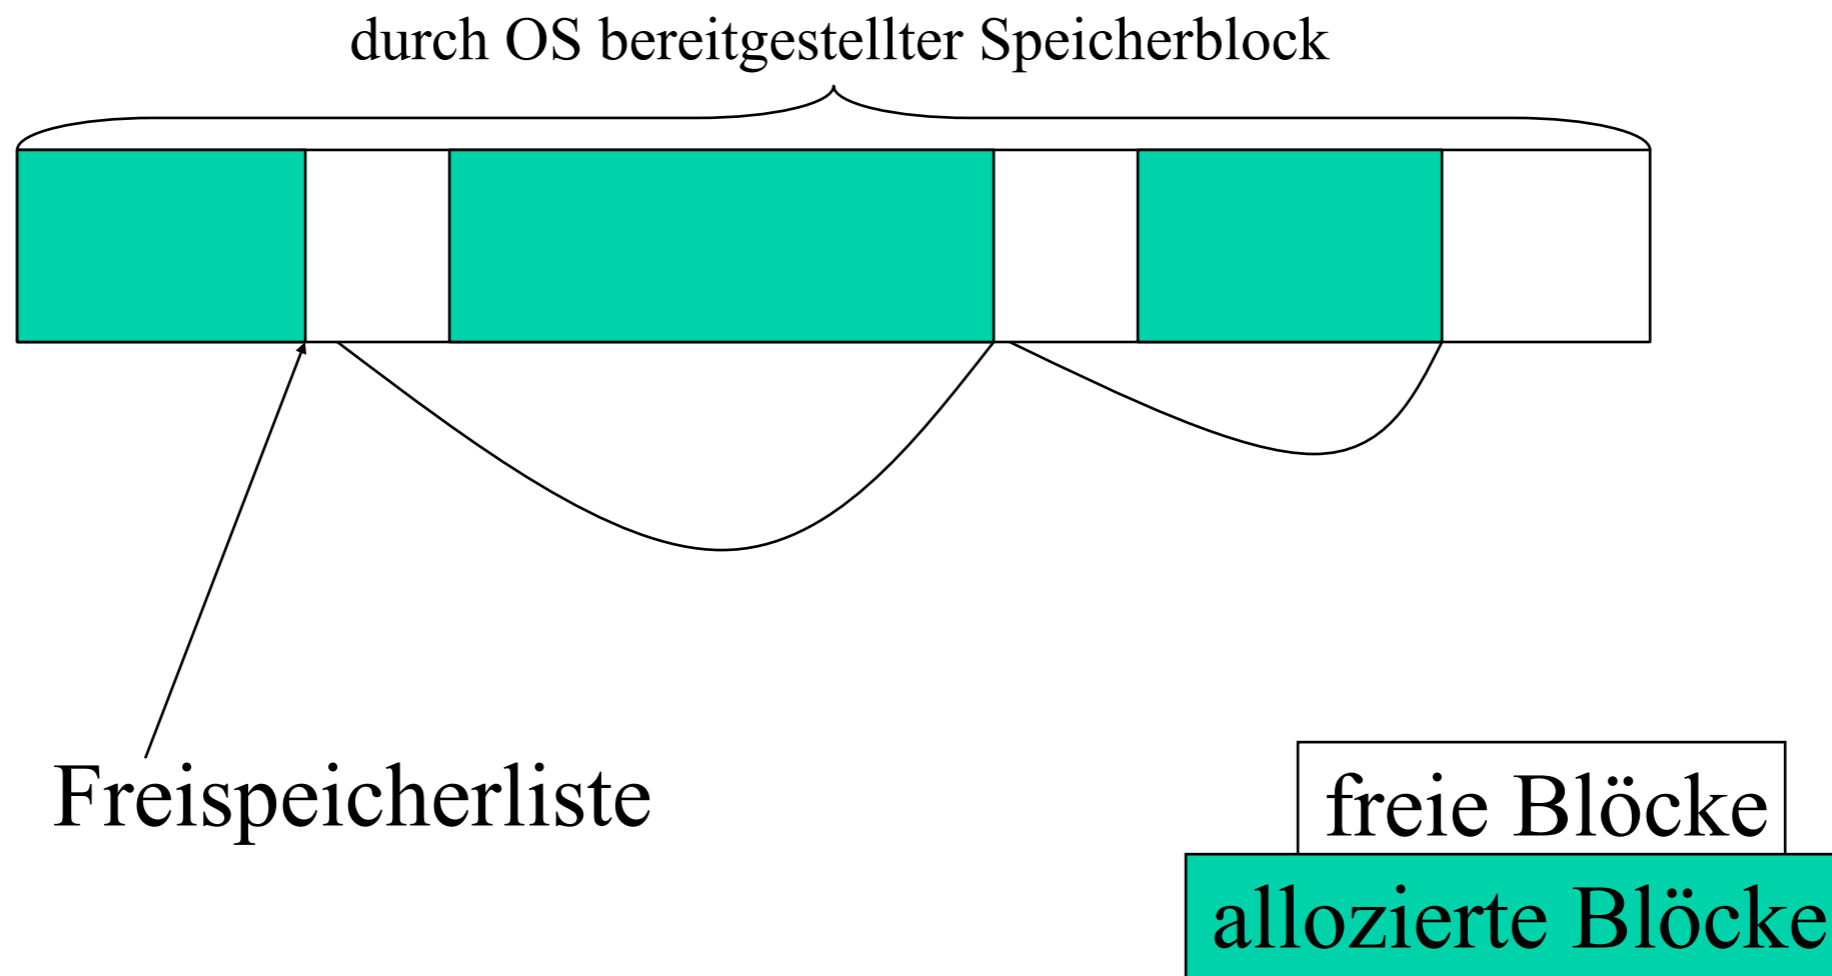 durch OS bereitgestellter Speicherblock
Freispeicherliste
freie Blöcke
allozierte Blöcke